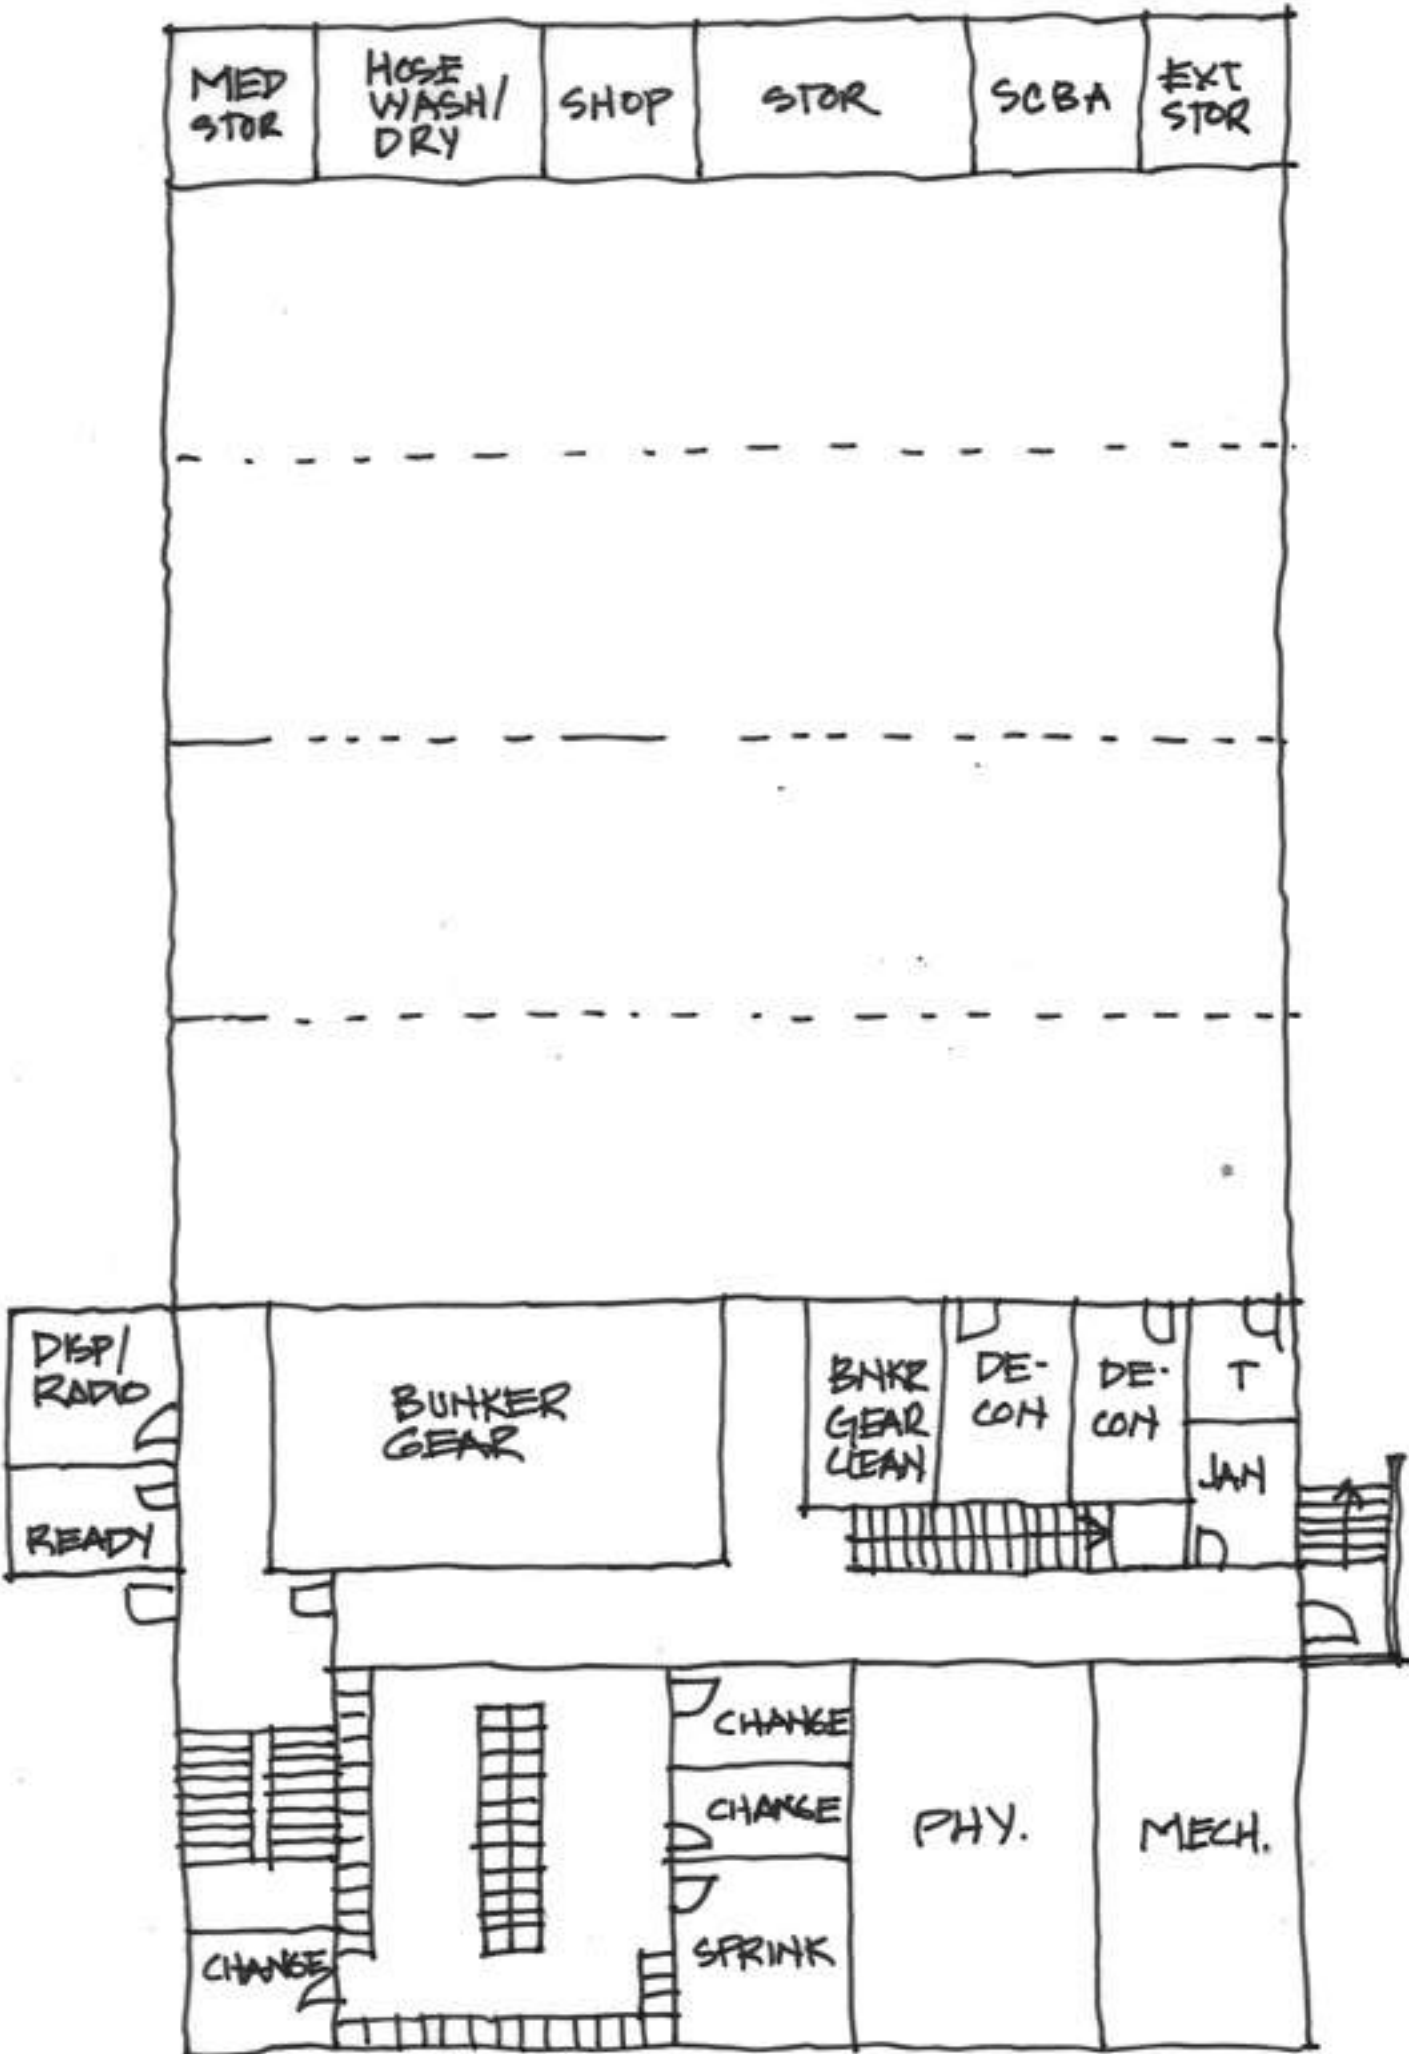 MED
STOR
HOSE
WASH/
DRY
SHOP
STOR
SCBA
EXT
STOR
DISP/
RADIO
READY
BUNKER
GEAR
BNKR
GEAR
CLEAN
DE-
CON
DE-
CON
T
JAN
CHANGE
CHANGE
SPRINK
PHY.
MECH.
CHANGE